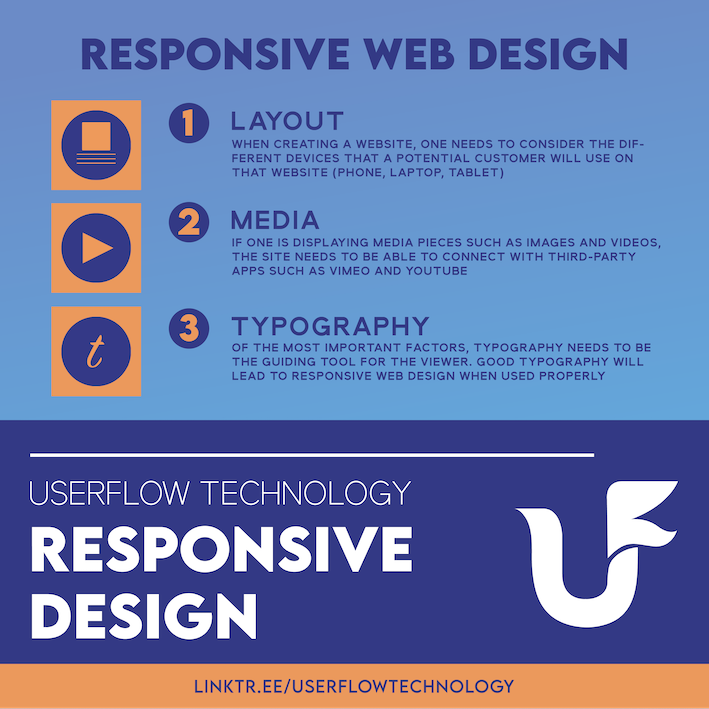 RESPONSIVE WEB DESIGN
1 LAYOUT
WHEN CREATING A WEBSITE, ONE NEEDS TO CONSIDER THE DIF-
FERENT DEVICES THAT A POTENTIAL CUSTOMER WILL USE ON
THAT WEBSITE (PHONE, LAPTOP, TABLET)
2 MEDIA
IF ONE IS DISPLAYING MEDIA PIECES SUCH AS IMAGES AND VIDEOS,
THE SITE NEEDS TO BE ABLE TO CONNECT WITH THIRD-PARTY
APPS SUCH AS VIMEO AND YOUTUBE
t
3 TYPOGRAPHY
OF THE MOST IMPORTANT FACTORS, TYPOGRAPHY NEEDS TO BE
THE GUIDING TOOL FOR THE VIEWER. GOOD TYPOGRAPHY WILL
LEAD TO RESPONSIVE WEB DESIGN WHEN USED PROPERLY
USERFLOW TECHNOLOGY
RESPONSIVE
DESIGN
UF
LINKTR.EE/USERFLOWTECHNOLOGY